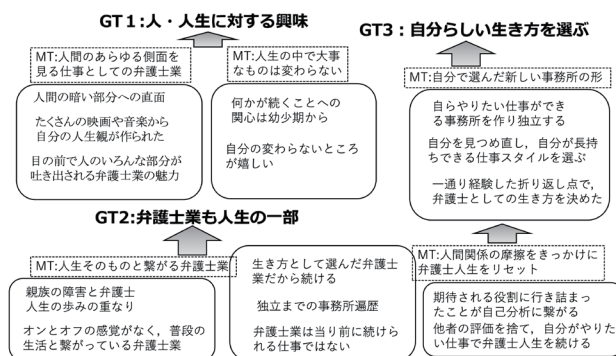 GT1:人・人生に対する興味
MT:人間のあらゆる側面を
見る仕事としての弁護士業
人間の暗い部分への直面
たくさんの映画や音楽から
自分の人生観が作られた
目の前で人のいろんな部分が
吐き出される弁護士業の魅力
MT:人生の中で大事
なものは変わらない
何かが続くことへの
関心は幼少期から
自分の変わらないところ
が嬉しい
GT2:弁護士業も人生の一部
MT:人生そのものと繋がる弁護士業
親族の障害と弁護士
人生の歩みの重なり
オンとオフの感覚がなく，普段の
生活と繋がっている弁護士業
生き方として選んだ弁護士
業だから続ける
独立までの事務所遍歴
弁護士業は当り前に続けら
れる仕事ではない
GT3：自分らしい生き方を選ぶ
MT:自分で選んだ新しい事務所の形
自らやりたい仕事ができ
る事務所を作り独立する
自分を見つめ直し，自分が長持
ちできる仕事スタイルを選ぶ
一通り経験した折り返し点で，
弁護士としての生き方を決めた
MT:人間関係の摩擦をきっかけに
弁護士人生をリセット
期待される役割に行き詰まっ
たことが自己分析に繋がる
他者の評価を捨て，自分がやりた
い仕事で弁護士人生を続ける